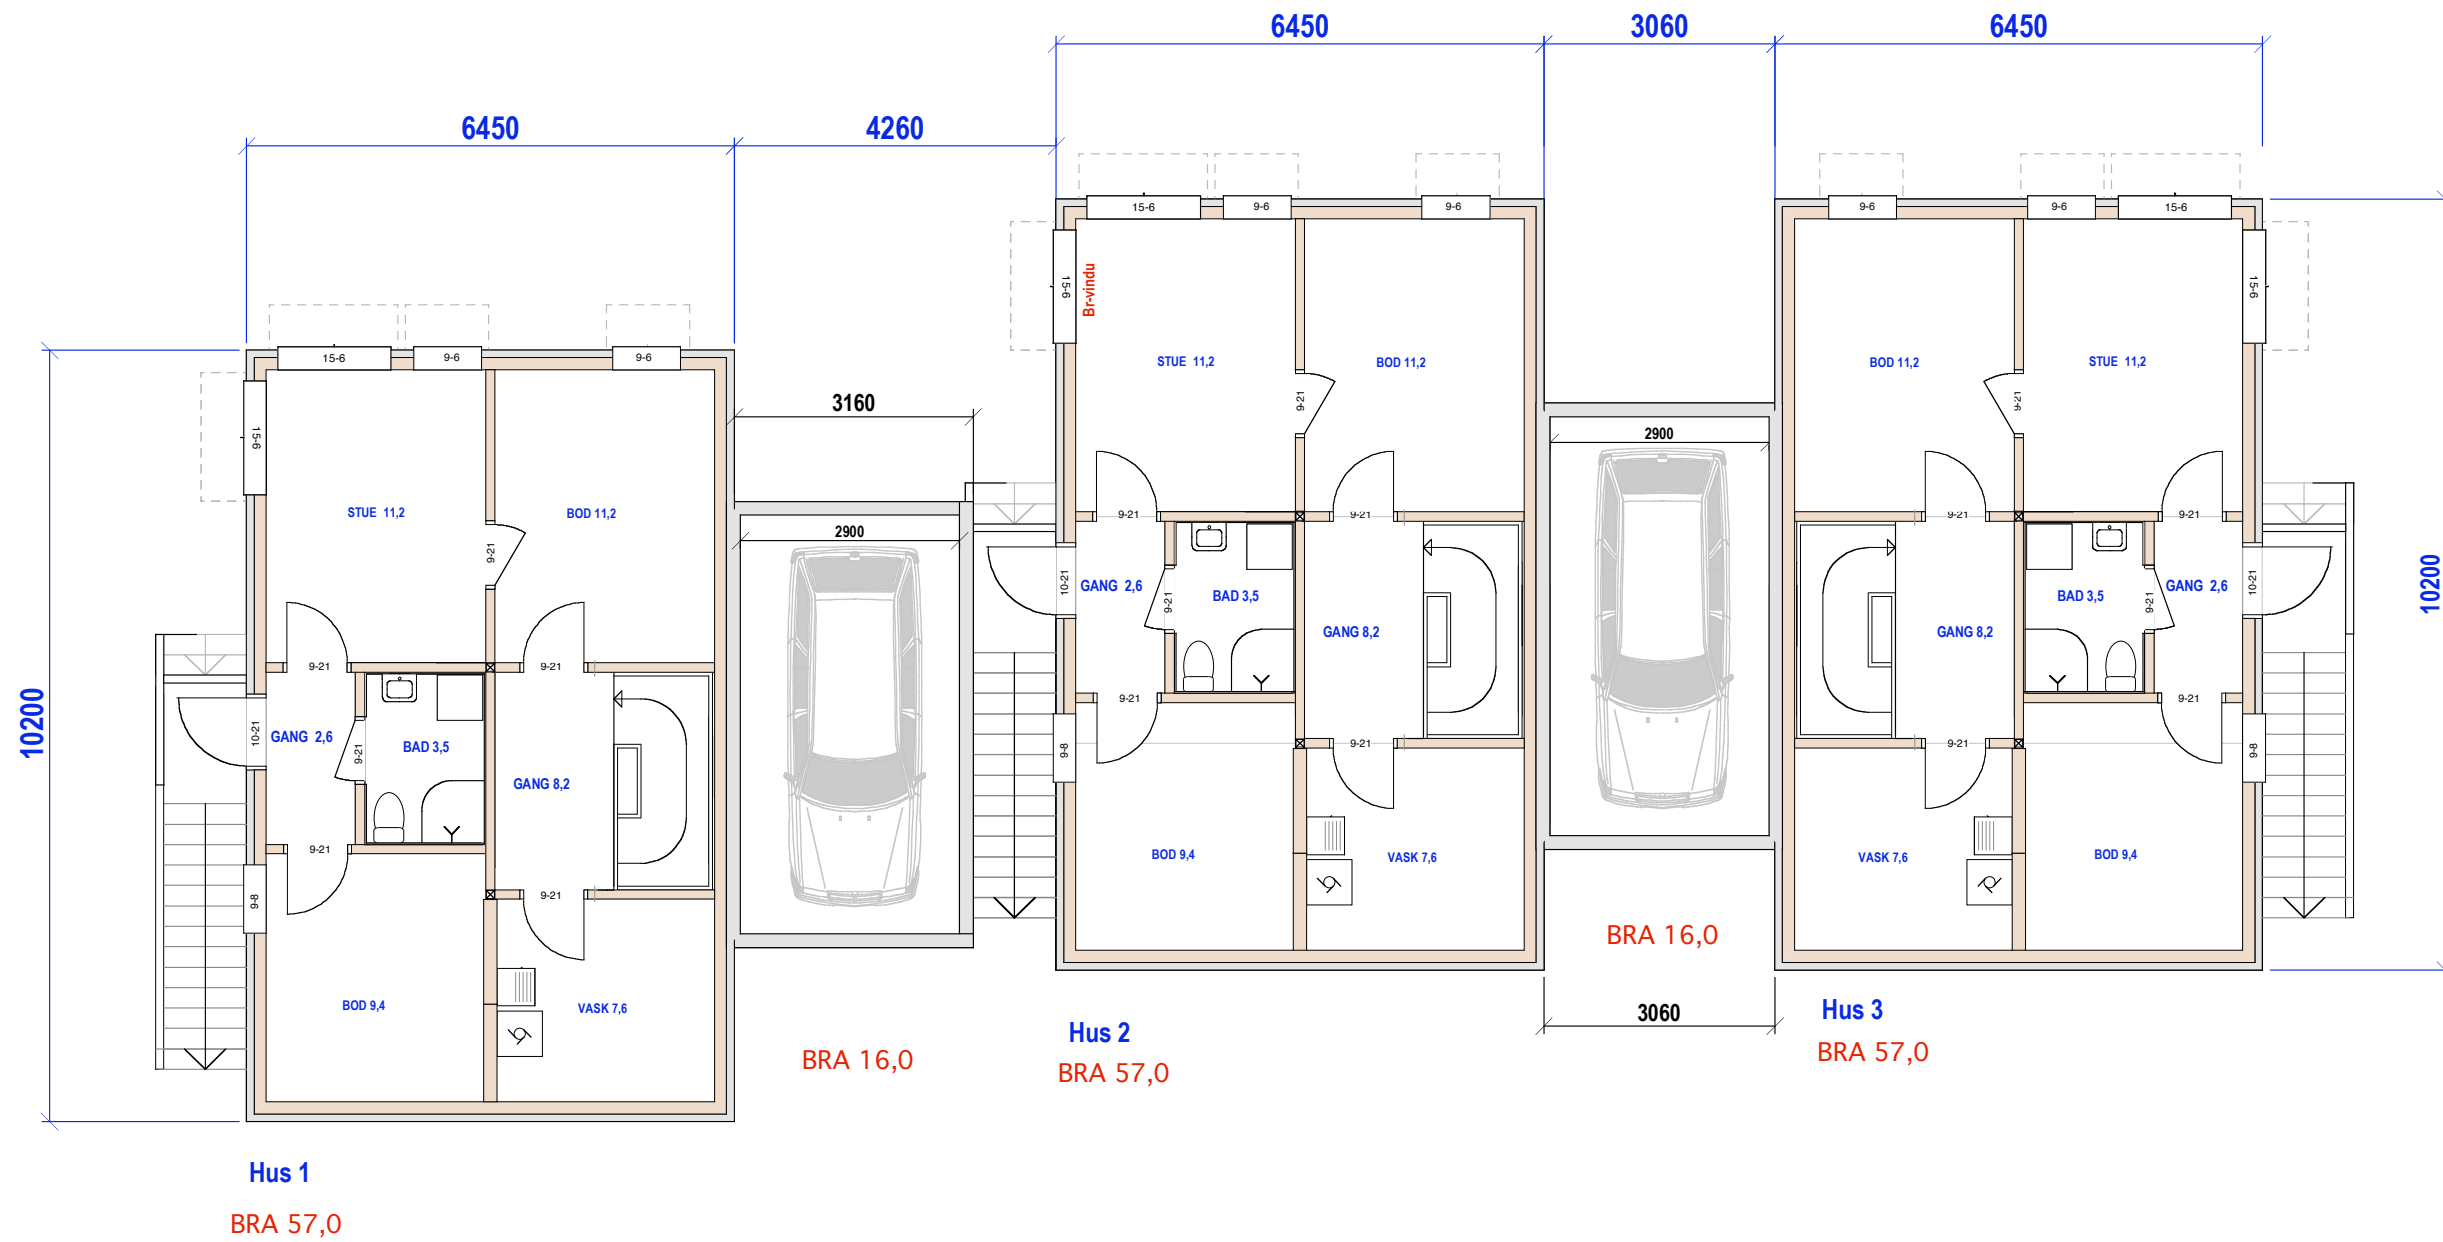 6450
3060
6450
6450
4260
15-6
9-6
9-6
9-6
9-6
15-6
15-6
Br-vindu
15-6
15-6
9-6
9-6
STUE 11,2
BOD 11,2
BOD 11,2
STUE 11,2
9-21
9-21
3160
2900
15-6
STUE 11,2
BOD 11,2
2900
9-21
9-21
9-21
9-21
9-21
10-21
GANG 2,6
9-21
BAD 3,5
GANG 8,2
GANG 8,2
BAD 3,5
9-21
GANG 2,6
10-21
10200
9-21
9-21
9-21
9-21
9-21
9-21
10200
10-21
GANG 2,6
9-21
BAD 3,5
GANG 8,2
9-8
9-8
9-21
9-21
BOD 9,4
VASK 7,6
VASK 7,6
BOD 9,4
9-8
BRA 16,0
BOD 9,4
VASK 7,6
3060
Hus 3
Hus 2
BRA 16,0
BRA 57,0
BRA 57,0
Hus 1
BRA 57,0